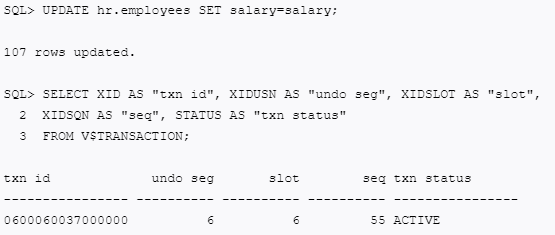 SQL> UPDATE hr.employees SET salary=salary;
107 rows updated.
SQL> SELECT XID AS "txn id", XIDUSN AS "undo seg", XIDSLOT AS "slot",
  2  XIDSQN AS "seq", STATUS AS "txn status"
  3  FROM V$TRANSACTION;
txn id             undo seg       slot        seq txn status
---------------- ---------- ---------- ---------- ----------------
0600060037000000          6          6         55 ACTIVE